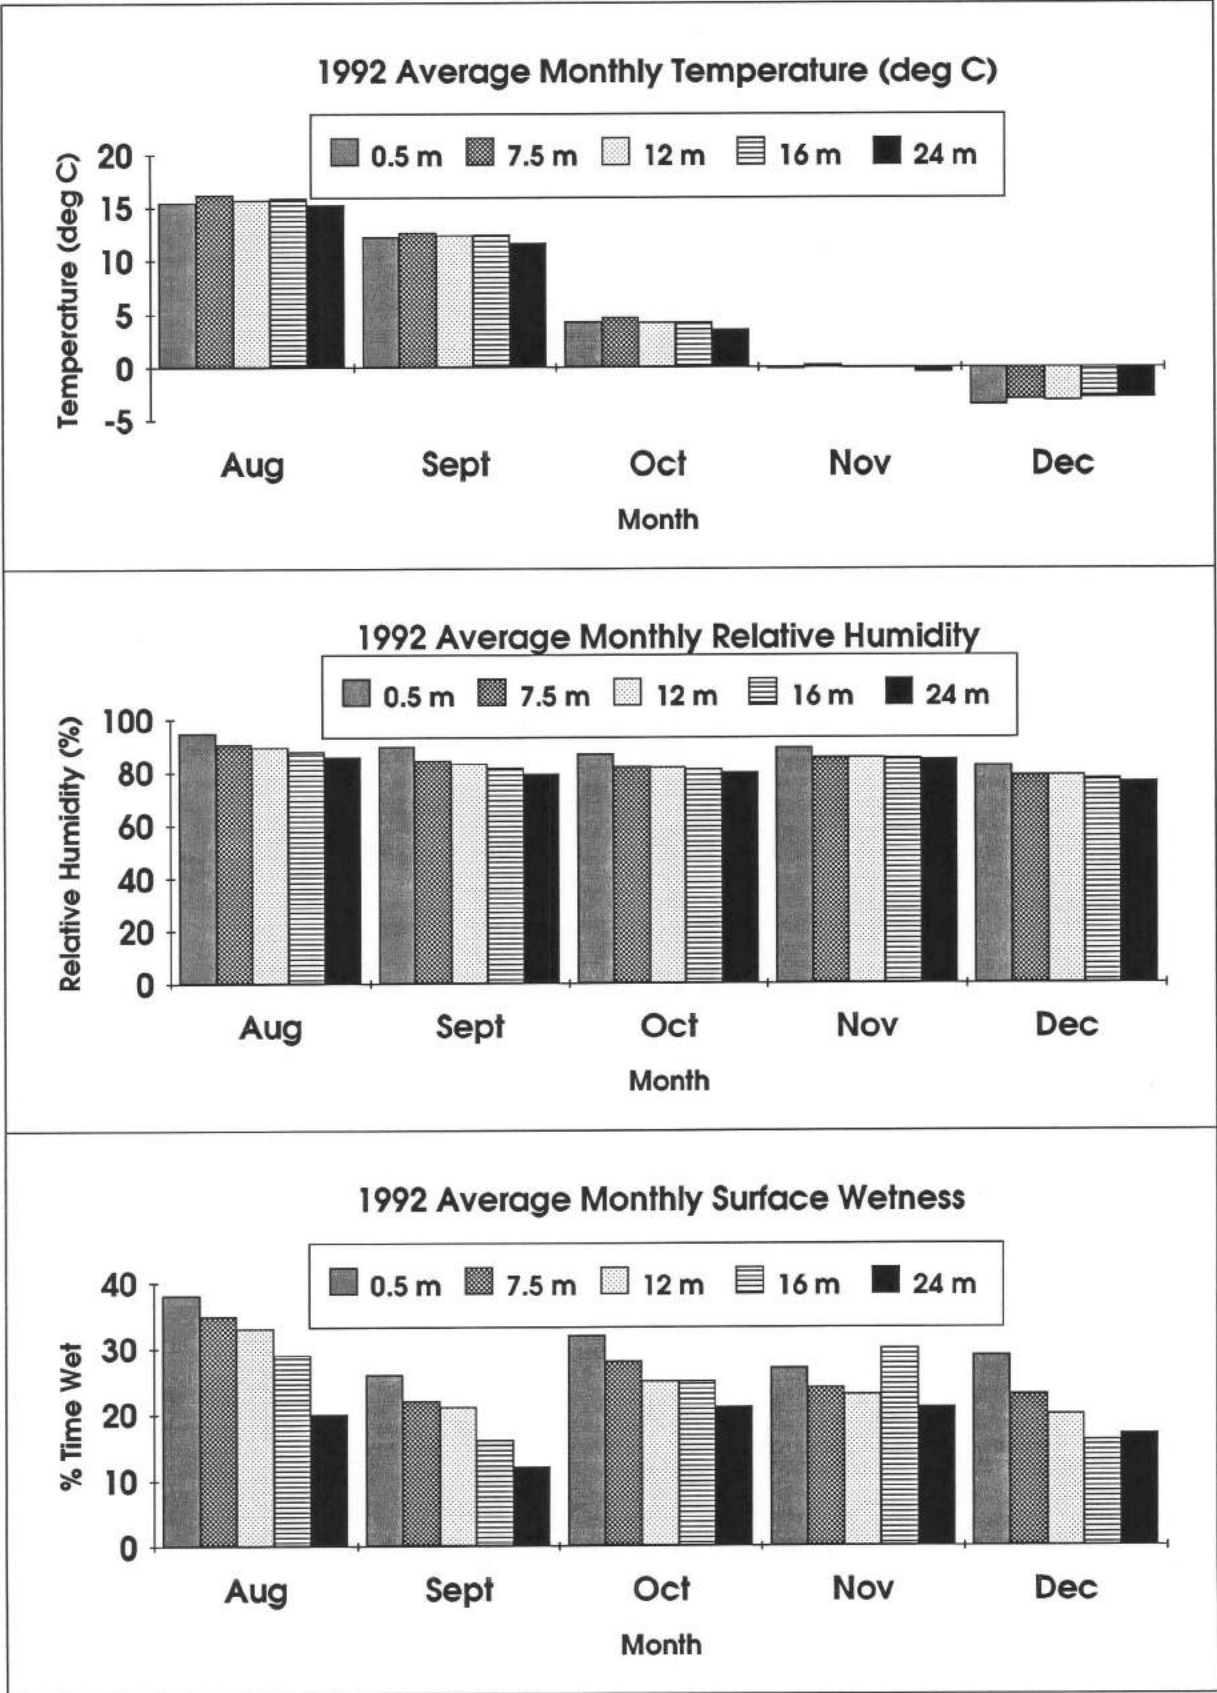 1992 Average Monthly Temperature (deg C)
0.5 m 7.5 m 12 m 16 m 24 m
Temperature (deg C)
20
15
10
5
0
-5
Aug Sept Oct Nov Dec
Month
1992 Average Monthly Relative Humidity
0.5 m 7.5 m 12 m 16 m 24 m
Relative Humidity (%)
100
80
60
40
20
0
Aug Sept Oct Nov Dec
Month
1992 Average Monthly Surface Wetness
0.5 m 7.5 m 12 m 16 m 24 m
% Time Wet
40
30
20
10
0
Aug Sept Oct Nov Dec
Month